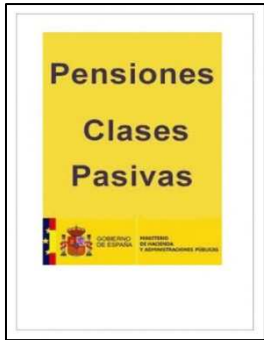 Pensiones
Clases
Pasivas
GOBIERNO
DE ESPAÑA
MINISTERIO
DE HACIENDA
Y ADMINISTRACIONES PÚBLICAS